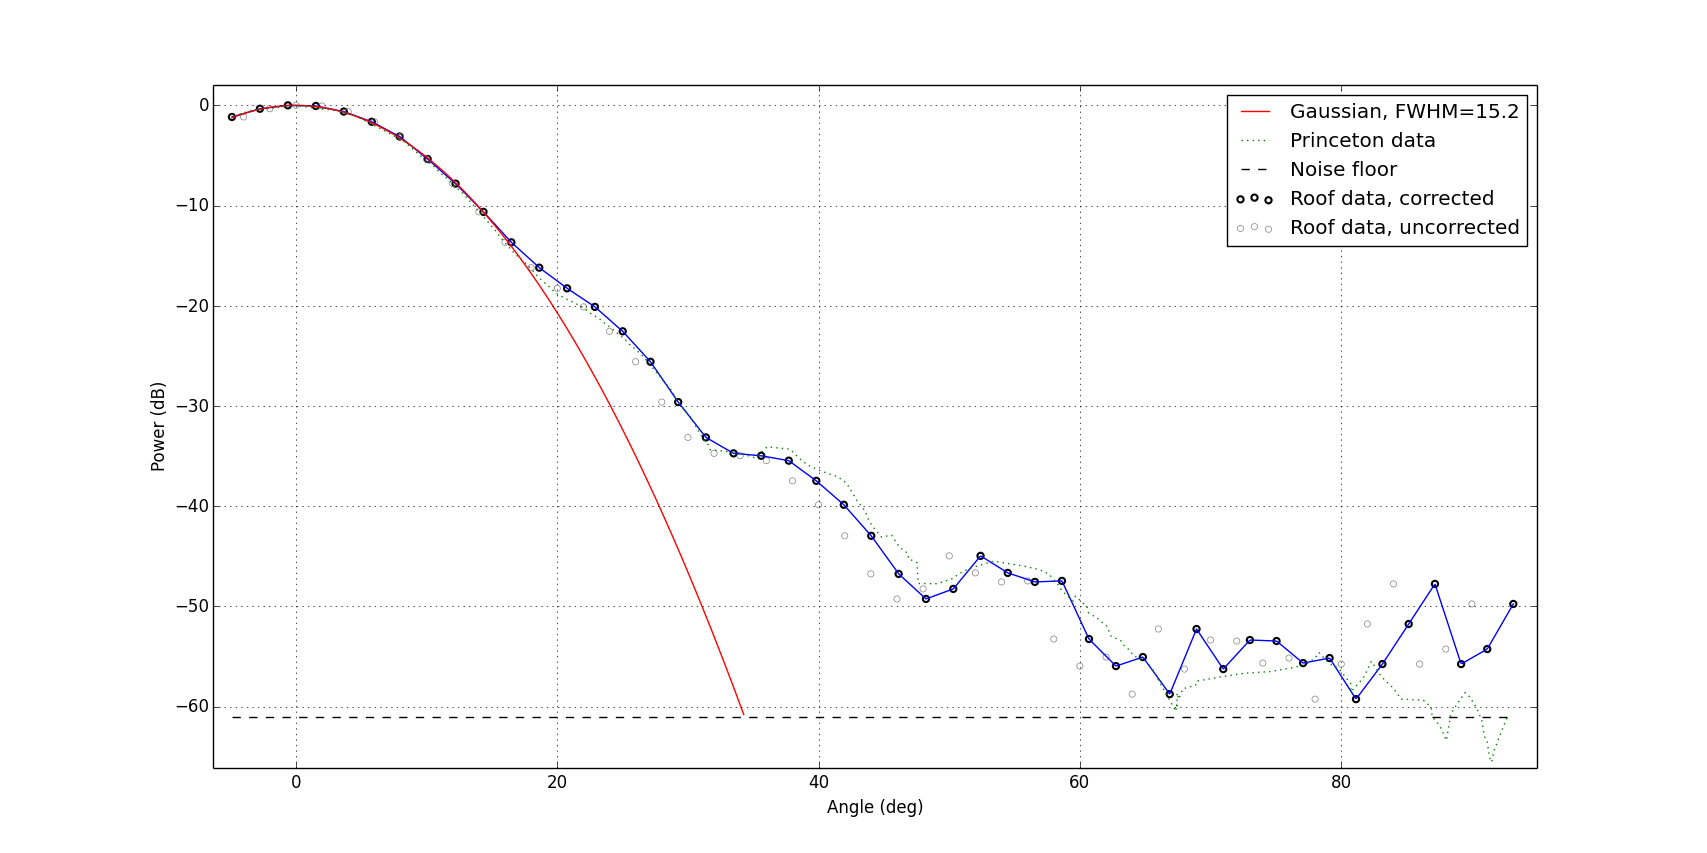 0
−10
−20
−30
−40
−50
−60
Power (dB)
0 20 40 60 80
Angle (deg)
Gaussian, FWHM=15.2
Princeton data
Noise floor
Roof data, corrected
Roof data, uncorrected